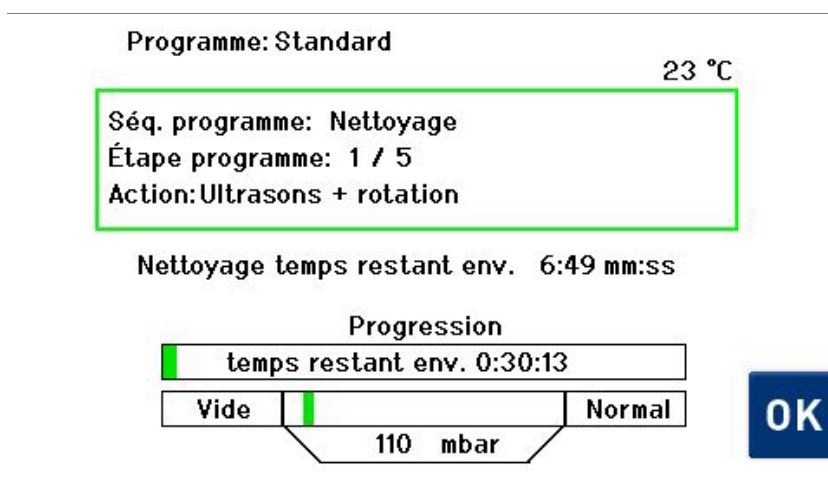 Programme: Standard
23 °C
Séq. programme: Nettoyage
Étape programme: 1 / 5
Action: Ultrasons + rotation
Nettoyage temps restant env. 6:49 mm:ss
Progression
temps restant env. 0:30:13
Vide Normal
110 mbar
OK